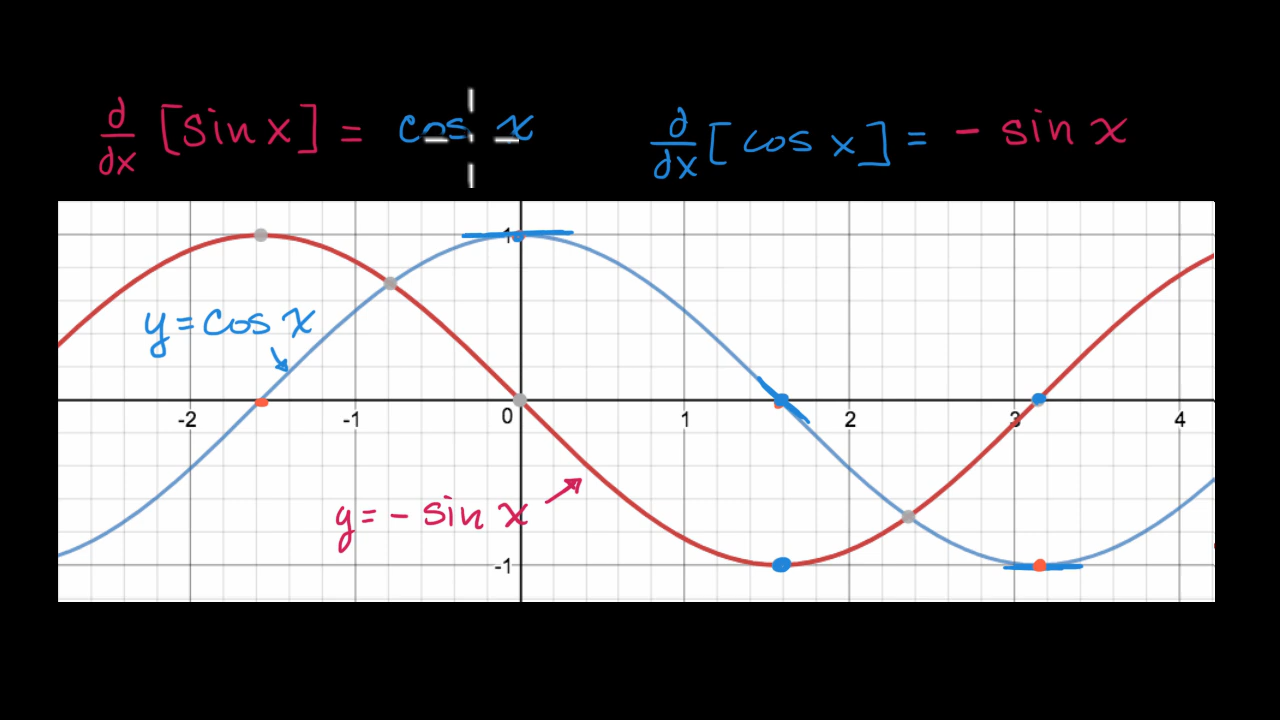 d/dx [sin x] = cos x
d/dx [cos x] = - sin x
1
y = cos x
-2 -1 0 1 2 3 4
y = - sin x
-1